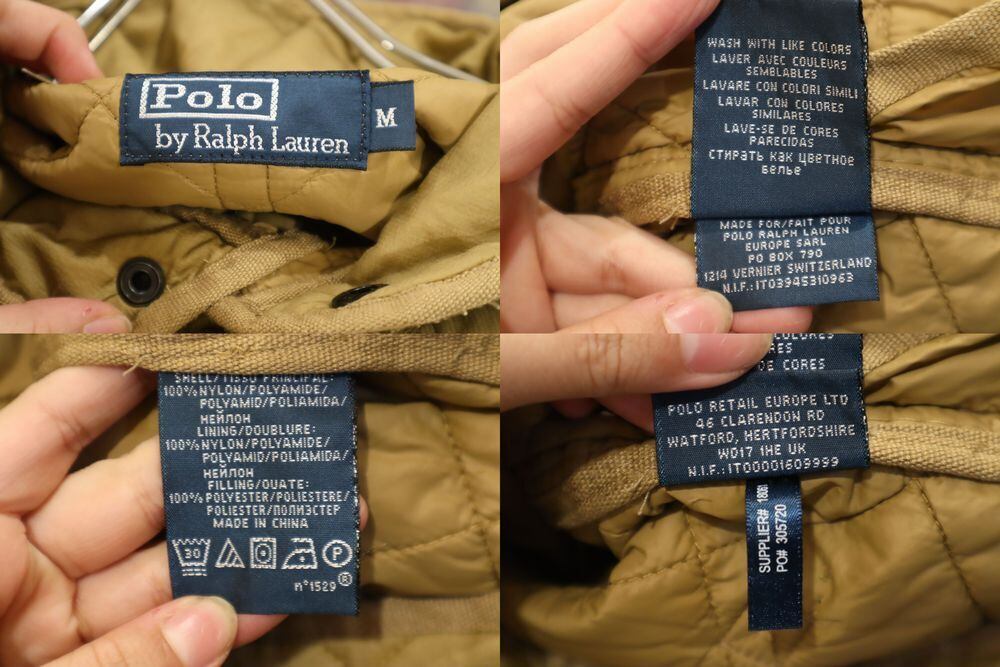 Polo
by Ralph Lauren
M
WASH WITH LIKE COLORS
LAVER AVEC COULEURS
SEMBLABLES
LAVARE CON COLORI SIMILI
LAVAR CON COLORES
SIMILARES
LAVE-SE DE CORES
PARECIDAS
СТИРАТЬ КАК ЦВЕТНОЕ
БЕЛЬЕ
MADE FOR/FAIT POUR
POLO RALPH LAUREN
EUROPE SARL
PO BOX 790
1214 VERNIER SWITZERLAND
N.I.F.:IT03945310963
SHELL/TISSU PRINCIPAL:
100%NYLON/POLYAMIDE/
POLYAMID/POLIAMIDA/
НЕЙЛОН
LINING/DOUBLURE:
100%NYLON/POLYAMIDE/
POLYAMID/POLIAMIDA/
НЕЙЛОН
FILLING/OUATE:
100%POLYESTER/POLIESTERE/
POLIESTER/ПОЛИЭСТЕР
MADE IN CHINA
30
P
n°1529®
DE CORES
POLO RETAIL EUROPE LTD
46 CLARENDON RD
WATFORD, HERTFORDSHIRE
WD17 1HE UK
N.I.F.:IT00001609999
SUPPLIER#
PO# 305720